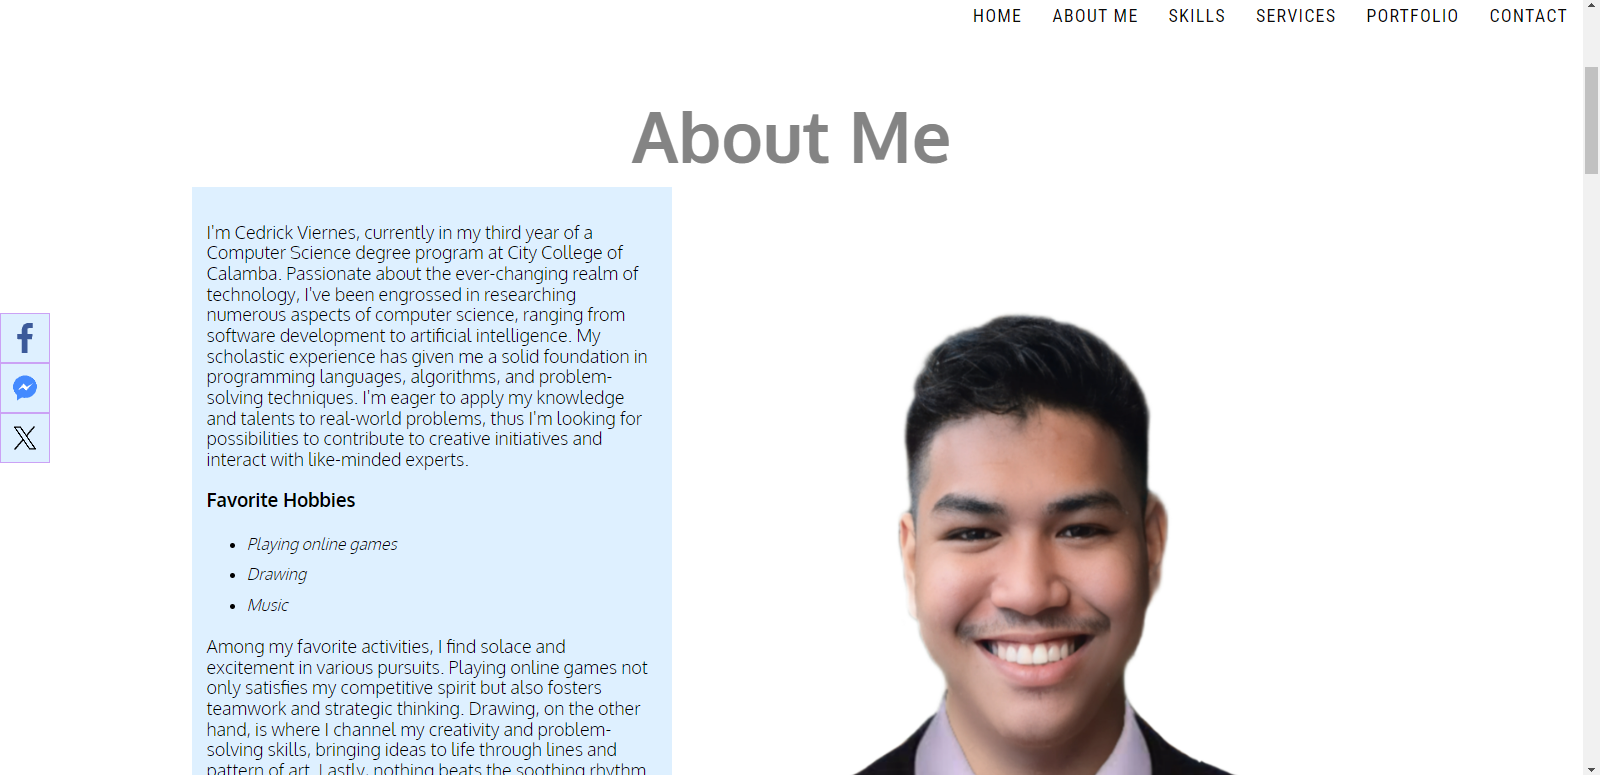 HOME ABOUT ME SKILLS SERVICES PORTFOLIO CONTACT
About Me
I'm Cedrick Viernes, currently in my third year of a
Computer Science degree program at City College of
Calamba. Passionate about the ever-changing realm of
technology, I've been engrossed in researching
numerous aspects of computer science, ranging from
software development to artificial intelligence. My
scholastic experience has given me a solid foundation in
programming languages, algorithms, and problem-
solving techniques. I'm eager to apply my knowledge
and talents to real-world problems, thus I'm looking for
possibilities to contribute to creative initiatives and
interact with like-minded experts.
Favorite Hobbies
• Playing online games
• Drawing
• Music
Among my favorite activities, I find solace and
excitement in various pursuits. Playing online games not
only satisfies my competitive spirit but also fosters
teamwork and strategic thinking. Drawing, on the other
hand, is where I channel my creativity and problem-
solving skills, bringing ideas to life through lines and
pattern of art. Lastly, nothing beats the soothing rhythm